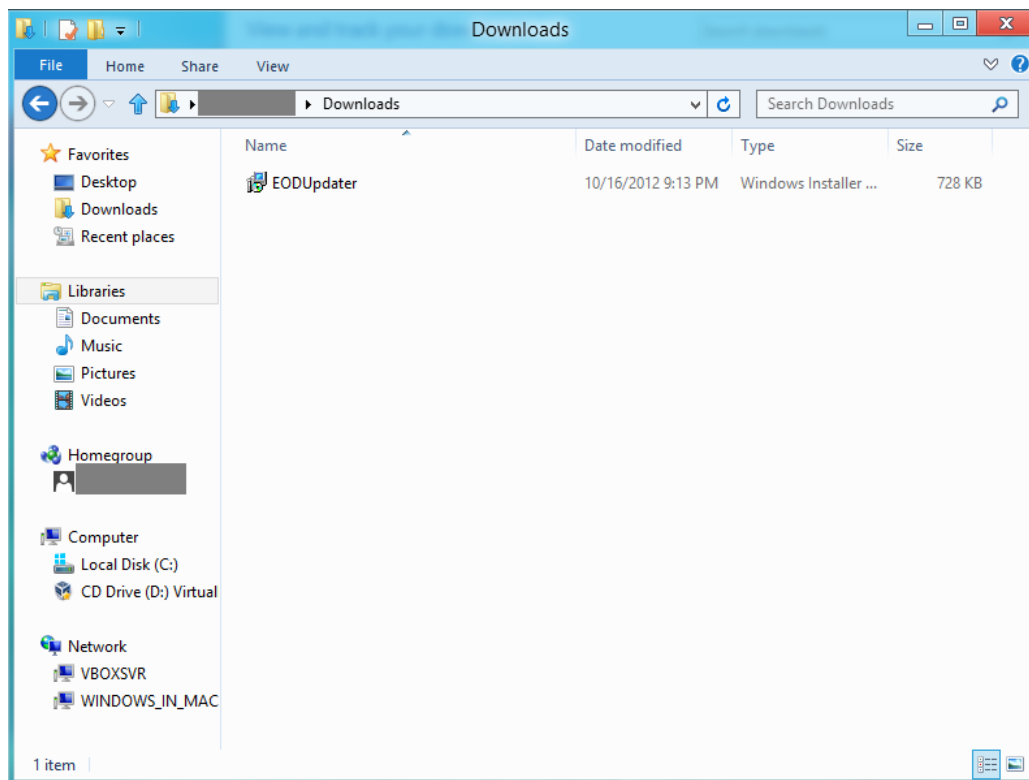 Downloads
File Home Share View
Downloads Search Downloads
Name Date modified Type Size
EODUpdater 10/16/2012 9:13 PM Windows Installer ... 728 KB
Favorites
Desktop
Downloads
Recent places
Libraries
Documents
Music
Pictures
Videos
Homegroup
Computer
Local Disk (C:)
CD Drive (D:) Virtual
Network
VBOXSVR
WINDOWS_IN_MAC
1 item